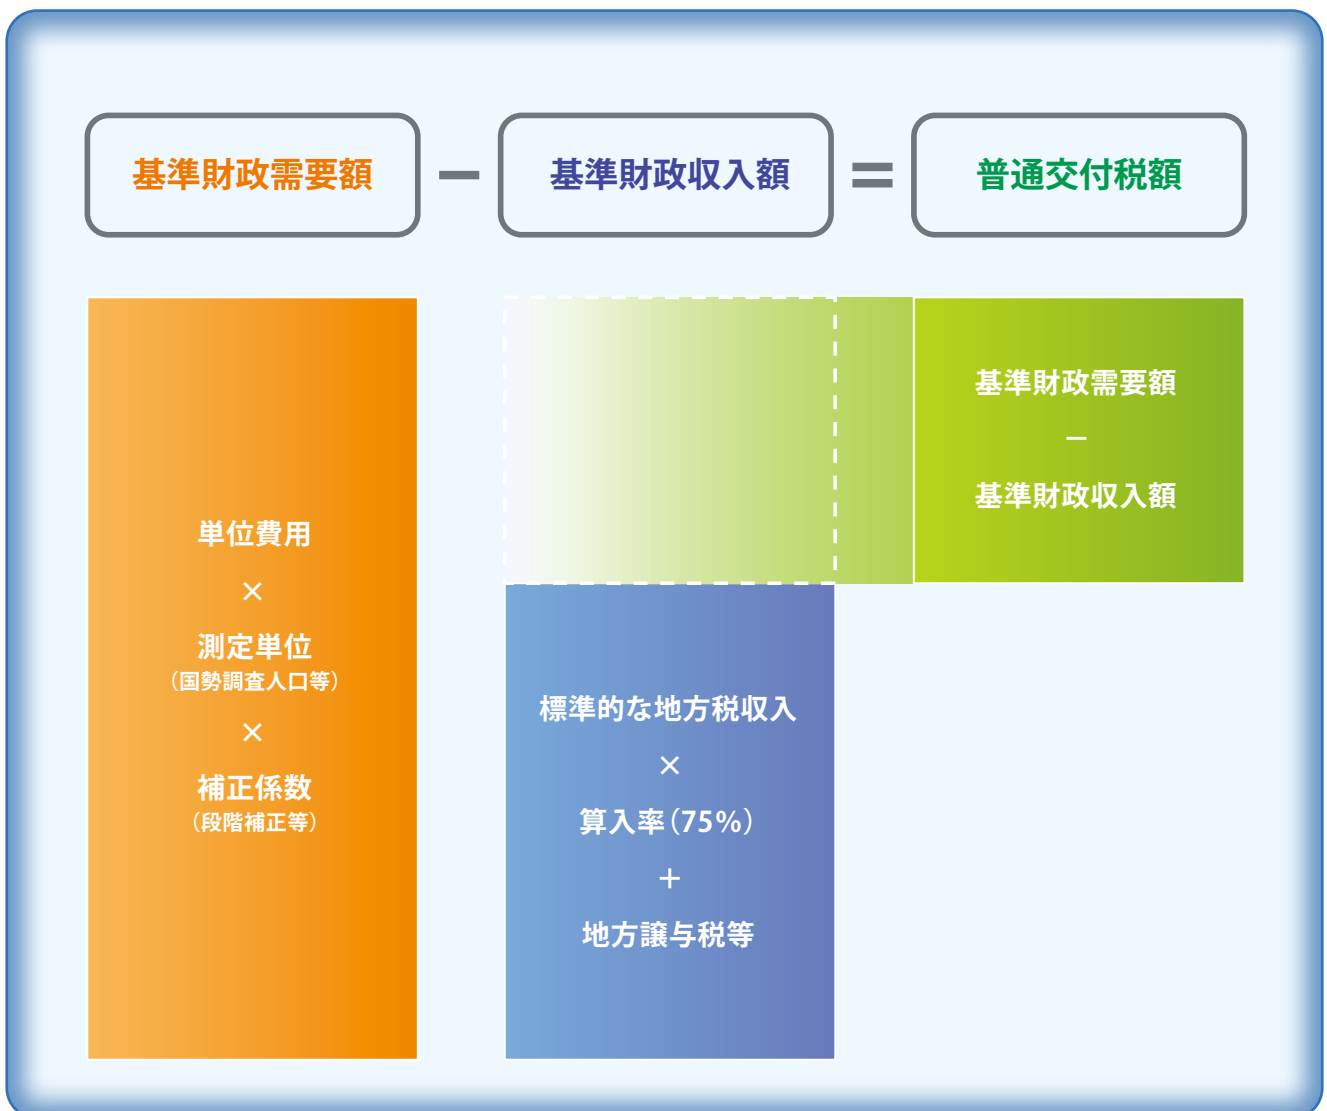 基準財政需要額 − 基準財政収入額 = 普通交付税額
単位費用
×
測定単位
（国勢調査人口等）
×
補正係数
（段階補正等）
標準的な地方税収入
×
算入率（75%）
+
地方譲与税等
基準財政需要額
−
基準財政収入額